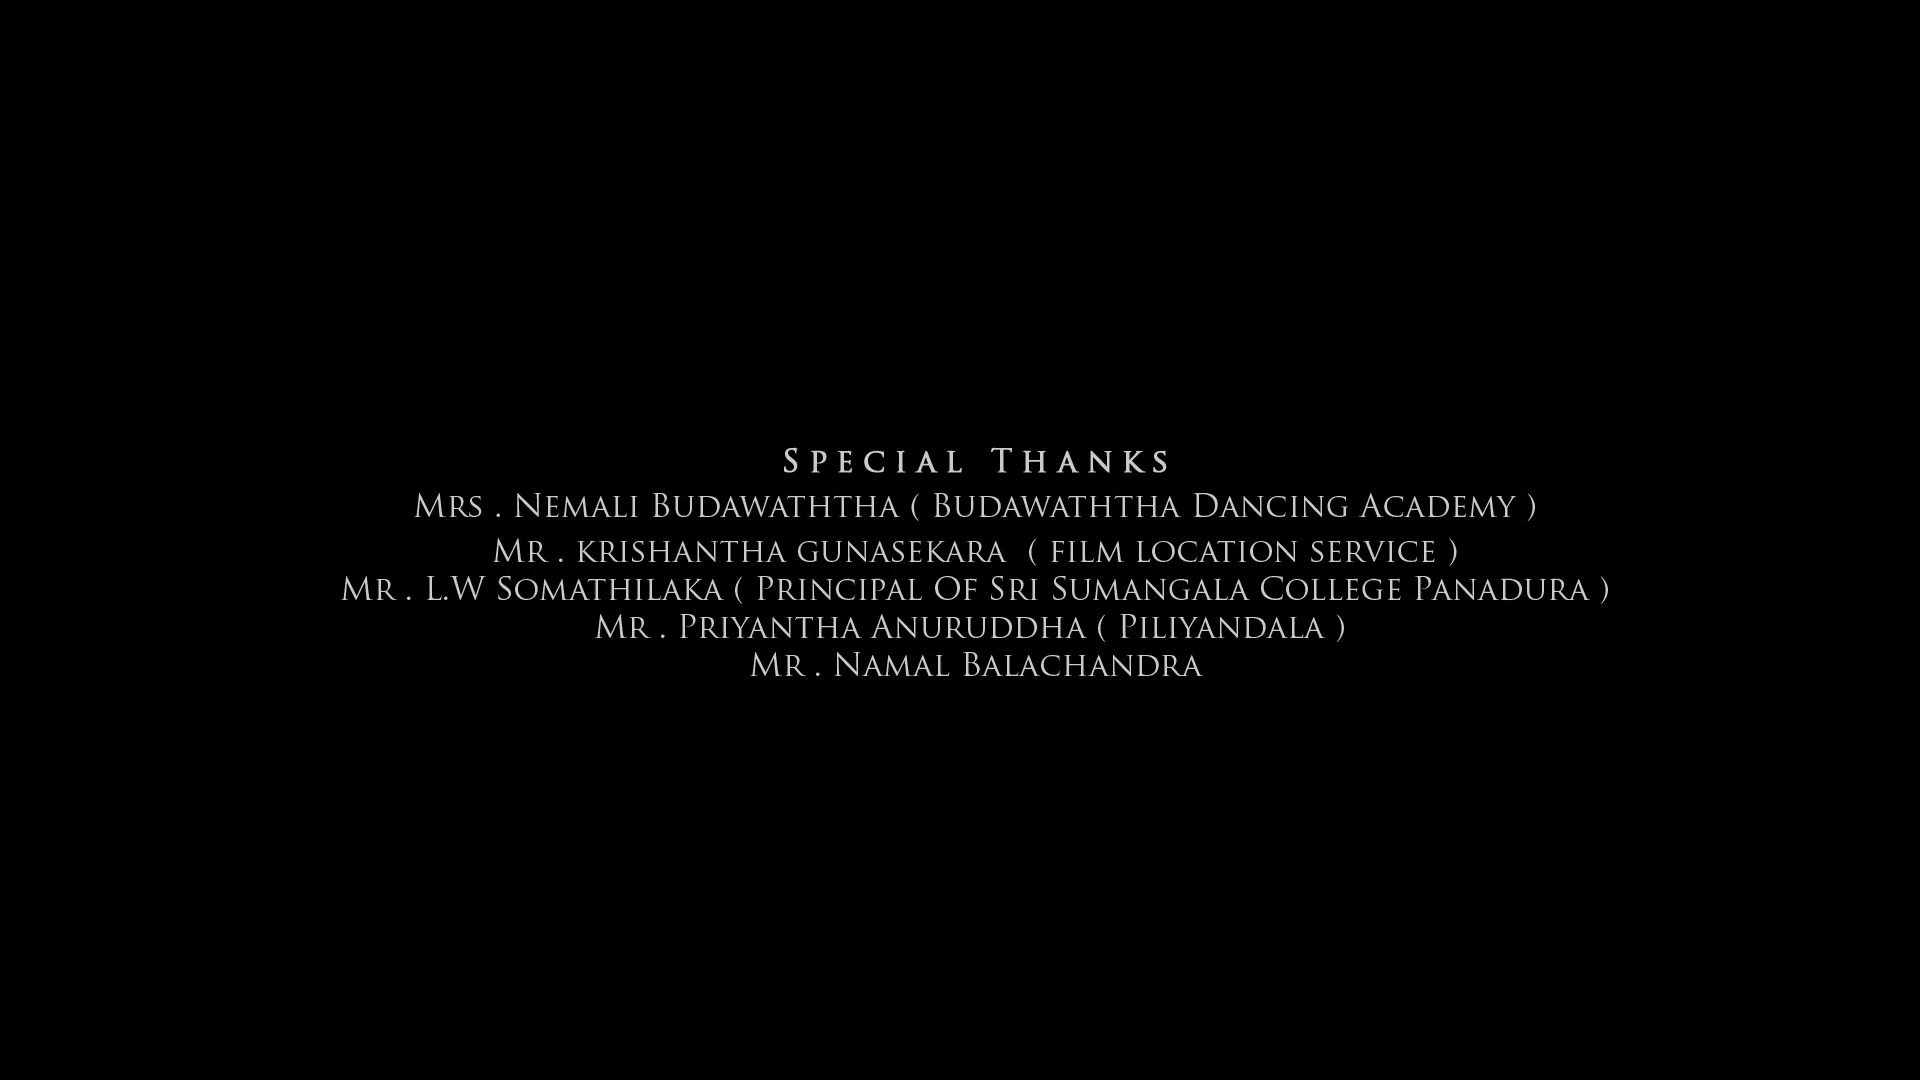 Special Thanks
Mrs . Nemali Budawaththa ( Budawaththa Dancing Academy )
Mr . krishantha gunasekara  ( film location service )
Mr . L.W Somathilaka ( Principal Of Sri Sumangala College Panadura )
Mr . Priyantha Anuruddha ( Piliyandala )
Mr . Namal Balachandra